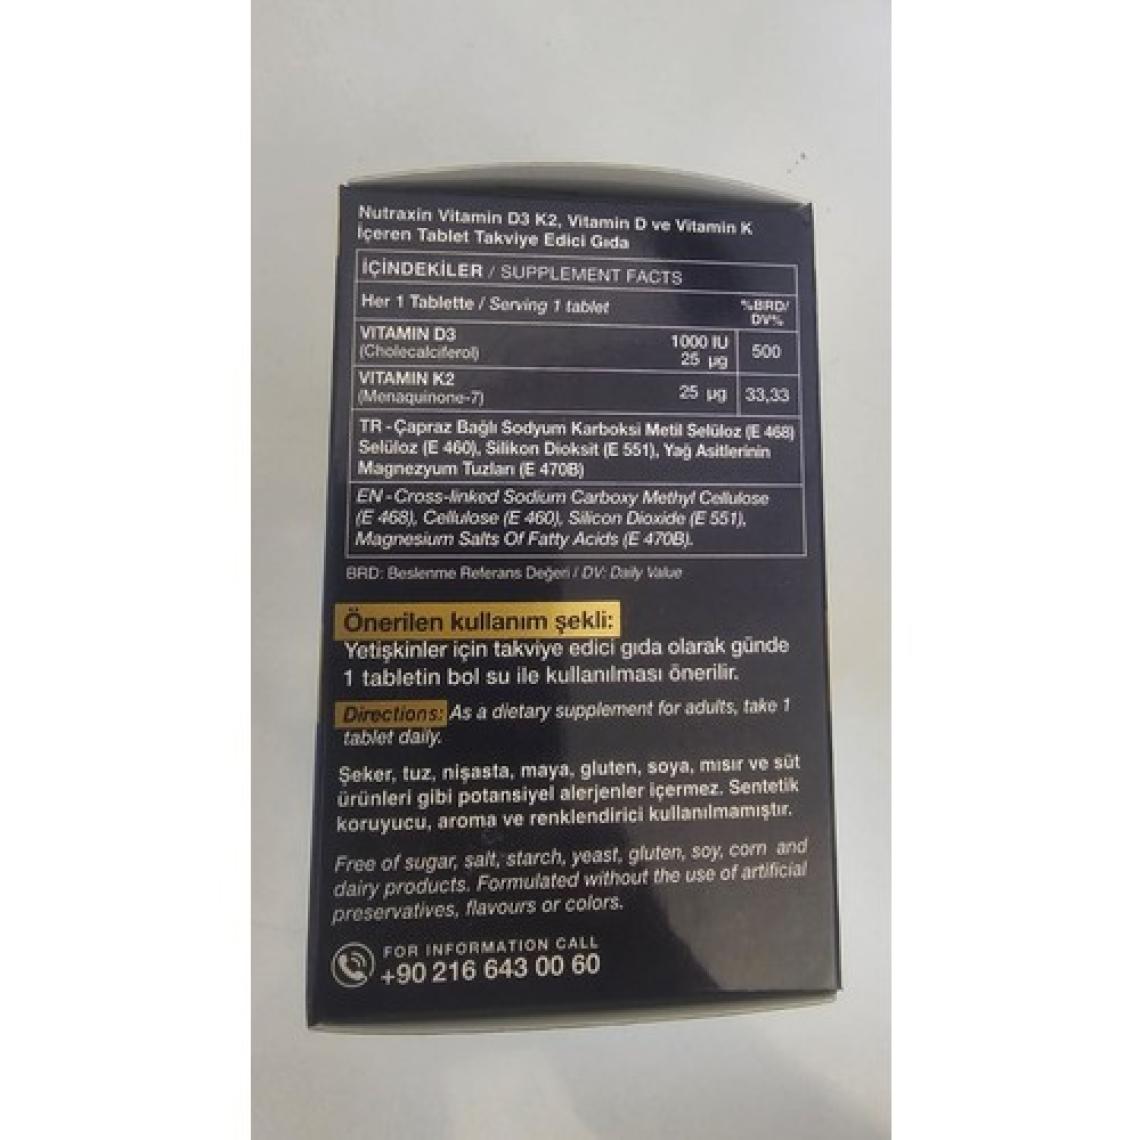 Nutraxin Vitamin D3 K2, Vitamin D ve Vitamin K
İçeren Tablet Takviye Edici Gıda
İÇİNDEKİLER / SUPPLEMENT FACTS
Her 1 Tablette / Serving 1 tablet %BRD/
DV%
VITAMIN D3 1000 IU
(Cholecalciferol) 25 µg 500
VITAMIN K2
(Menaquinone-7) 25 µg 33,33
TR - Çapraz Bağlı Sodyum Karboksi Metil Selüloz (E 468)
Selüloz (E 460), Silikon Dioksit (E 551), Yağ Asitlerinin
Magnezyum Tuzları (E 470B)
EN - Cross-linked Sodium Carboxy Methyl Cellulose
(E 468), Cellulose (E 460), Silicon Dioxide (E 551),
Magnesium Salts Of Fatty Acids (E 470B).
BRD: Beslenme Referans Değeri / DV: Daily Value
Önerilen kullanım şekli:
Yetişkinler için takviye edici gıda olarak günde
1 tabletin bol su ile kullanılması önerilir.
Directions: As a dietary supplement for adults, take 1
tablet daily.
Şeker, tuz, nişasta, maya, gluten, soya, mısır ve süt
ürünleri gibi potansiyel alerjenler içermez. Sentetik
koruyucu, aroma ve renklendirici kullanılmamıştır.
Free of sugar, salt, starch, yeast, gluten, soy, corn and
dairy products. Formulated without the use of artificial
preservatives, flavours or colors.
FOR INFORMATION CALL
+90 216 643 00 60